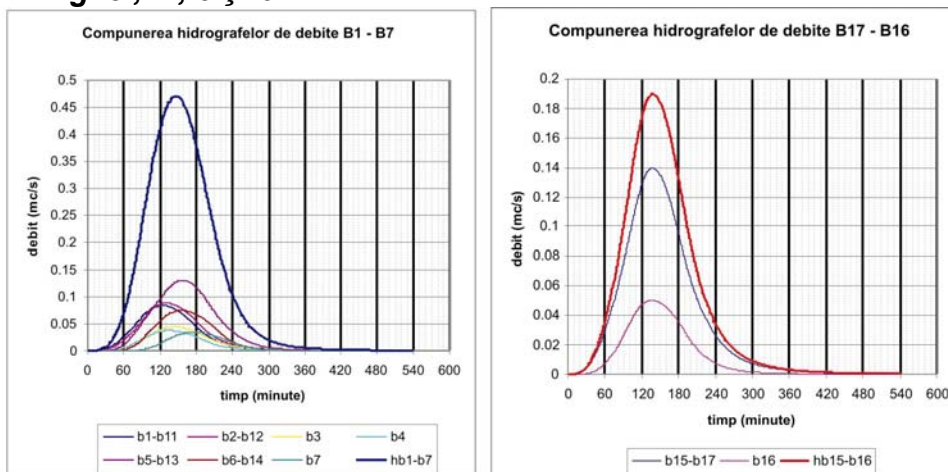 Compunerea hidrografelor de debite B1 - B7
debit (mc/s)
0.5
0.45
0.4
0.35
0.3
0.25
0.2
0.15
0.1
0.05
0
0 60 120 180 240 300 360 420 480 540 600
timp (minute)
b1-b11 b2-b12 b3 b4
b5-b13 b6-b14 b7 hb1-b7
Compunerea hidrografelor de debite B17 - B16
debit (mc/s)
0.2
0.18
0.16
0.14
0.12
0.1
0.08
0.06
0.04
0.02
0
0 60 120 180 240 300 360 420 480 540 600
timp (minute)
b15-b17 b16 hb15-b16